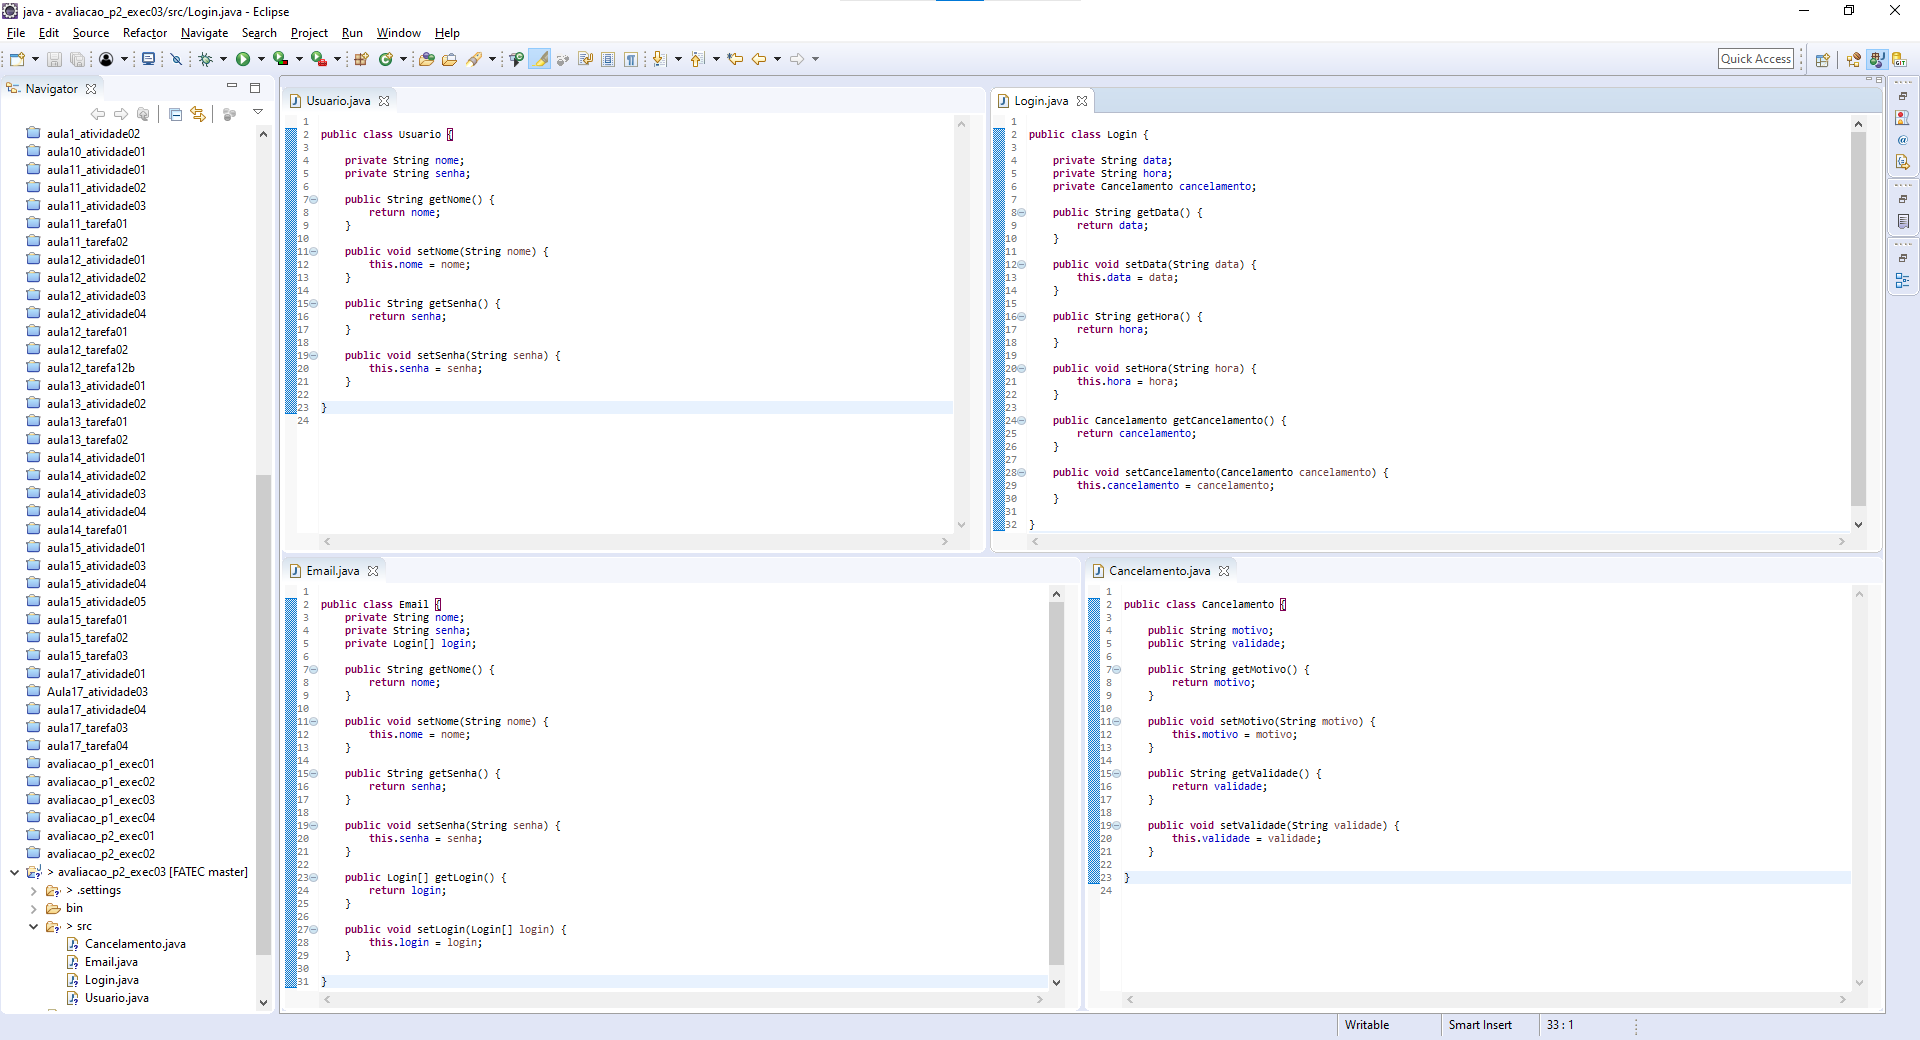 java - avaliacao_p2_exec03/src/Login.java - Eclipse
File Edit Source Refactor Navigate Search Project Run Window Help
Quick Access
Navigator
aula1_atividade02
aula10_atividade01
aula11_atividade01
aula11_atividade02
aula11_atividade03
aula11_tarefa01
aula11_tarefa02
aula12_atividade01
aula12_atividade02
aula12_atividade03
aula12_atividade04
aula12_tarefa01
aula12_tarefa02
aula12_tarefa12b
aula13_atividade01
aula13_atividade02
aula13_tarefa01
aula13_tarefa02
aula14_atividade01
aula14_atividade02
aula14_atividade03
aula14_atividade04
aula14_tarefa01
aula15_atividade01
aula15_atividade03
aula15_atividade04
aula15_atividade05
aula15_tarefa01
aula15_tarefa02
aula15_tarefa03
aula17_atividade01
Aula17_atividade03
aula17_atividade04
aula17_tarefa03
aula17_tarefa04
avaliacao_p1_exec01
avaliacao_p1_exec02
avaliacao_p1_exec03
avaliacao_p1_exec04
avaliacao_p2_exec01
avaliacao_p2_exec02
> avaliacao_p2_exec03 [FATEC master]
> .settings
bin
> src
Cancelamento.java
Email.java
Login.java
Usuario.java
Usuario.java
1
2 public class Usuario {
3
4 private String nome;
5 private String senha;
6
7 public String getNome() {
8 return nome;
9 }
10
11 public void setNome(String nome) {
12 this.nome = nome;
13 }
14
15 public String getSenha() {
16 return senha;
17 }
18
19 public void setSenha(String senha) {
20 this.senha = senha;
21 }
22
23 }
24
Login.java
1
2 public class Login {
3
4 private String data;
5 private String hora;
6 private Cancelamento cancelamento;
7
8 public String getData() {
9 return data;
10 }
11
12 public void setData(String data) {
13 this.data = data;
14 }
15
16 public String getHora() {
17 return hora;
18 }
19
20 public void setHora(String hora) {
21 this.hora = hora;
22 }
23
24 public Cancelamento getCancelamento() {
25 return cancelamento;
26 }
27
28 public void setCancelamento(Cancelamento cancelamento) {
29 this.cancelamento = cancelamento;
30 }
31
32 }
Email.java
1
2 public class Email {
3 private String nome;
4 private String senha;
5 private Login[] login;
6
7 public String getNome() {
8 return nome;
9 }
10
11 public void setNome(String nome) {
12 this.nome = nome;
13 }
14
15 public String getSenha() {
16 return senha;
17 }
18
19 public void setSenha(String senha) {
20 this.senha = senha;
21 }
22
23 public Login[] getLogin() {
24 return login;
25 }
26
27 public void setLogin(Login[] login) {
28 this.login = login;
29 }
30
31 }
Cancelamento.java
1
2 public class Cancelamento {
3
4 public String motivo;
5 public String validade;
6
7 public String getMotivo() {
8 return motivo;
9 }
10
11 public void setMotivo(String motivo) {
12 this.motivo = motivo;
13 }
14
15 public String getValidade() {
16 return validade;
17 }
18
19 public void setValidade(String validade) {
20 this.validade = validade;
21 }
22
23 }
24
Writable Smart Insert 33 : 1